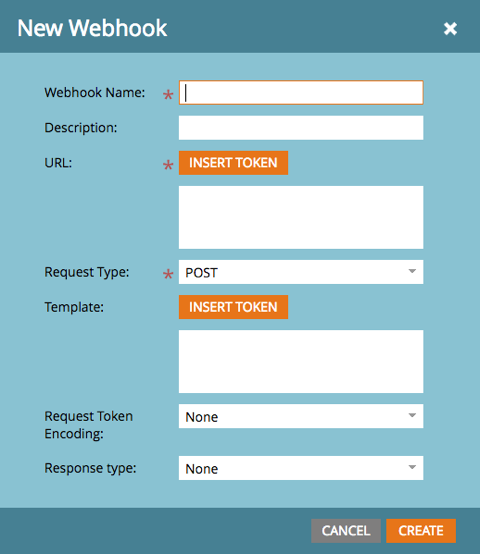 New Webhook
Webhook Name: *
Description:
URL: * INSERT TOKEN
Request Type: * POST
Template: INSERT TOKEN
Request Token
Encoding: None
Response type: None
CANCEL CREATE